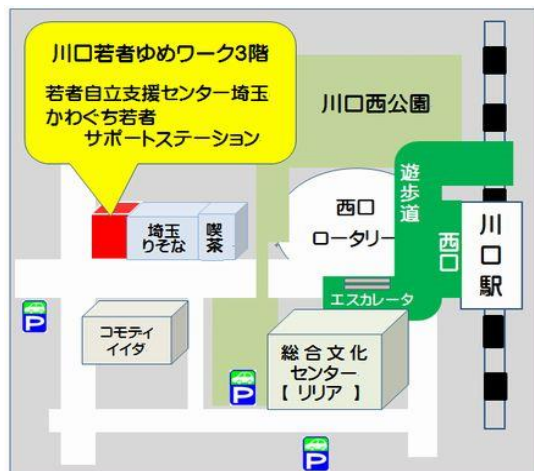 川口若者ゆめワーク3階
若者自立支援センター埼玉
かわぐち若者
サポートステーション
川口西公園
遊歩道
西口
ロータリー
西口
川口駅
埼玉
りそな
喫茶
エスカレータ
コモディ
イイダ
総合文化
センター
【リリア】
P
P
P